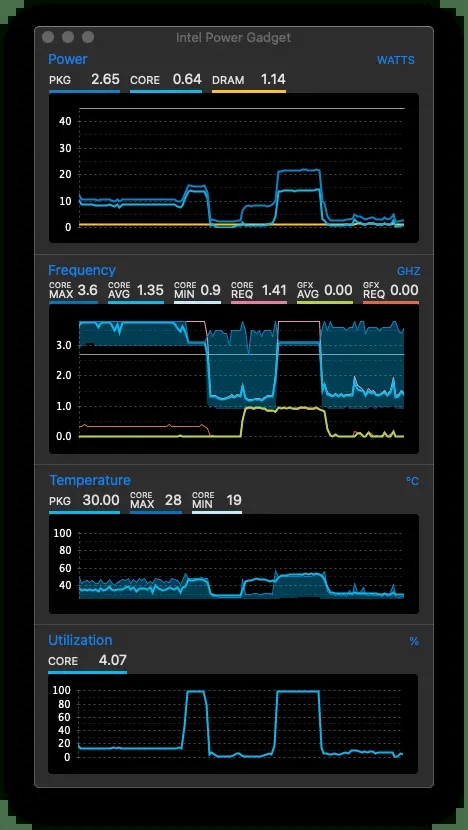 Intel Power Gadget
Power WATTS
PKG 2.65 CORE 0.64 DRAM 1.14
40
30
20
10
0
Frequency GHZ
CORE MAX 3.6 CORE AVG 1.35 CORE MIN 0.9 CORE REQ 1.41 GFX AVG 0.00 GFX REQ 0.00
3.0
2.0
1.0
0.0
Temperature °C
PKG 30.00 CORE MAX 28 CORE MIN 19
100
80
60
40
Utilization %
CORE 4.07
100
80
60
40
20
0